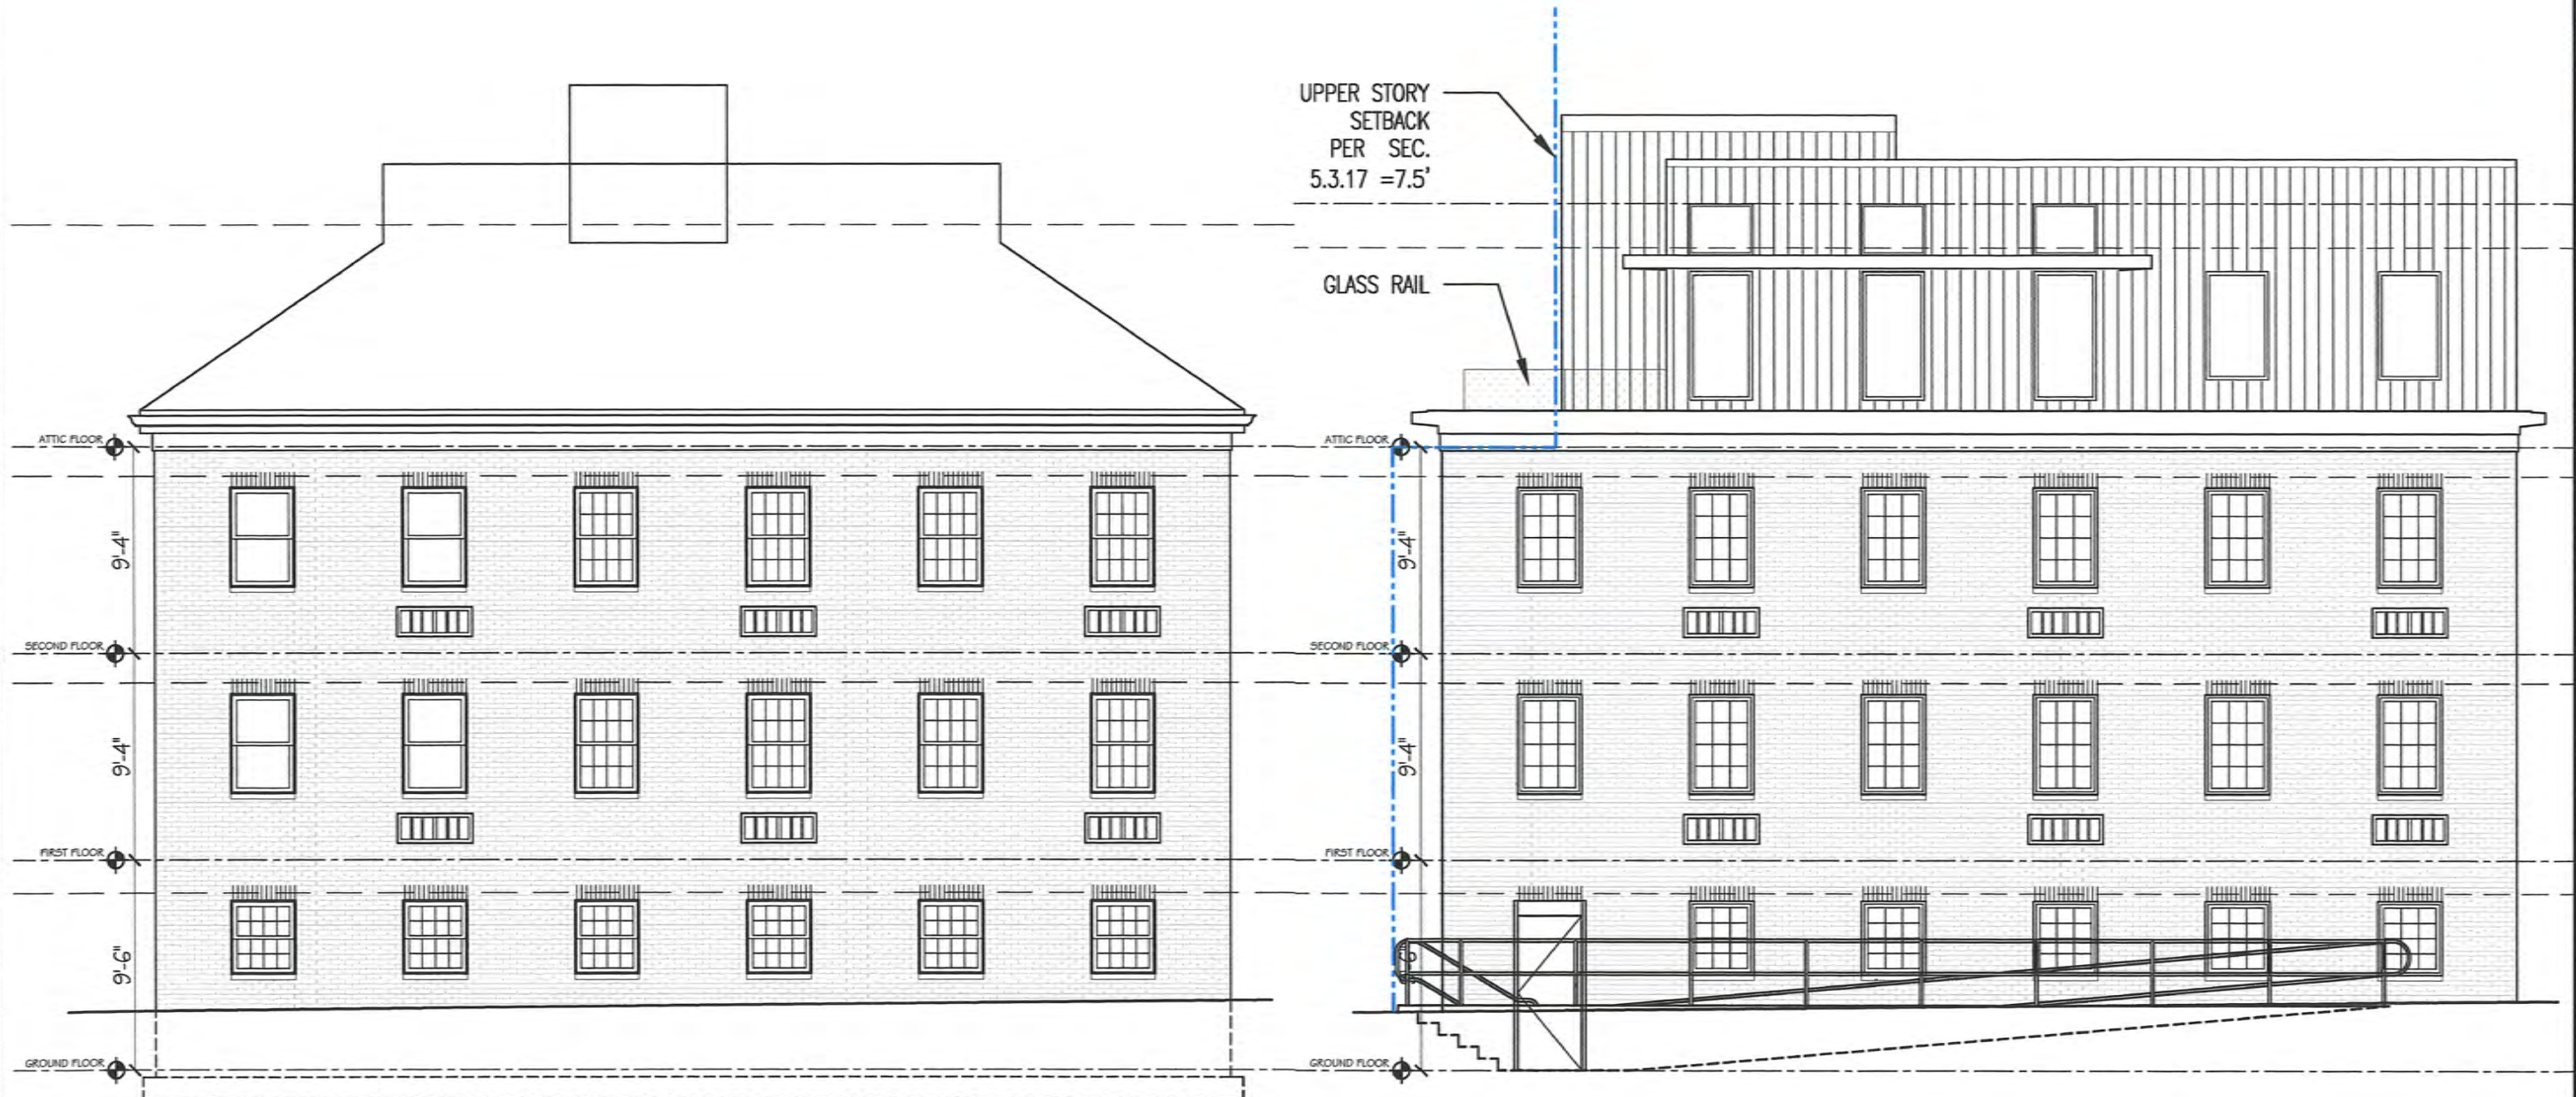 UPPER STORY
SETBACK
PER SEC.
5.3.17 =7.5'
GLASS RAIL
ATTIC FLOOR
9'-4"
SECOND FLOOR
9'-4"
FIRST FLOOR
9'-6"
GROUND FLOOR
ATTIC FLOOR
9'-4"
SECOND FLOOR
9'-4"
FIRST FLOOR
GROUND FLOOR